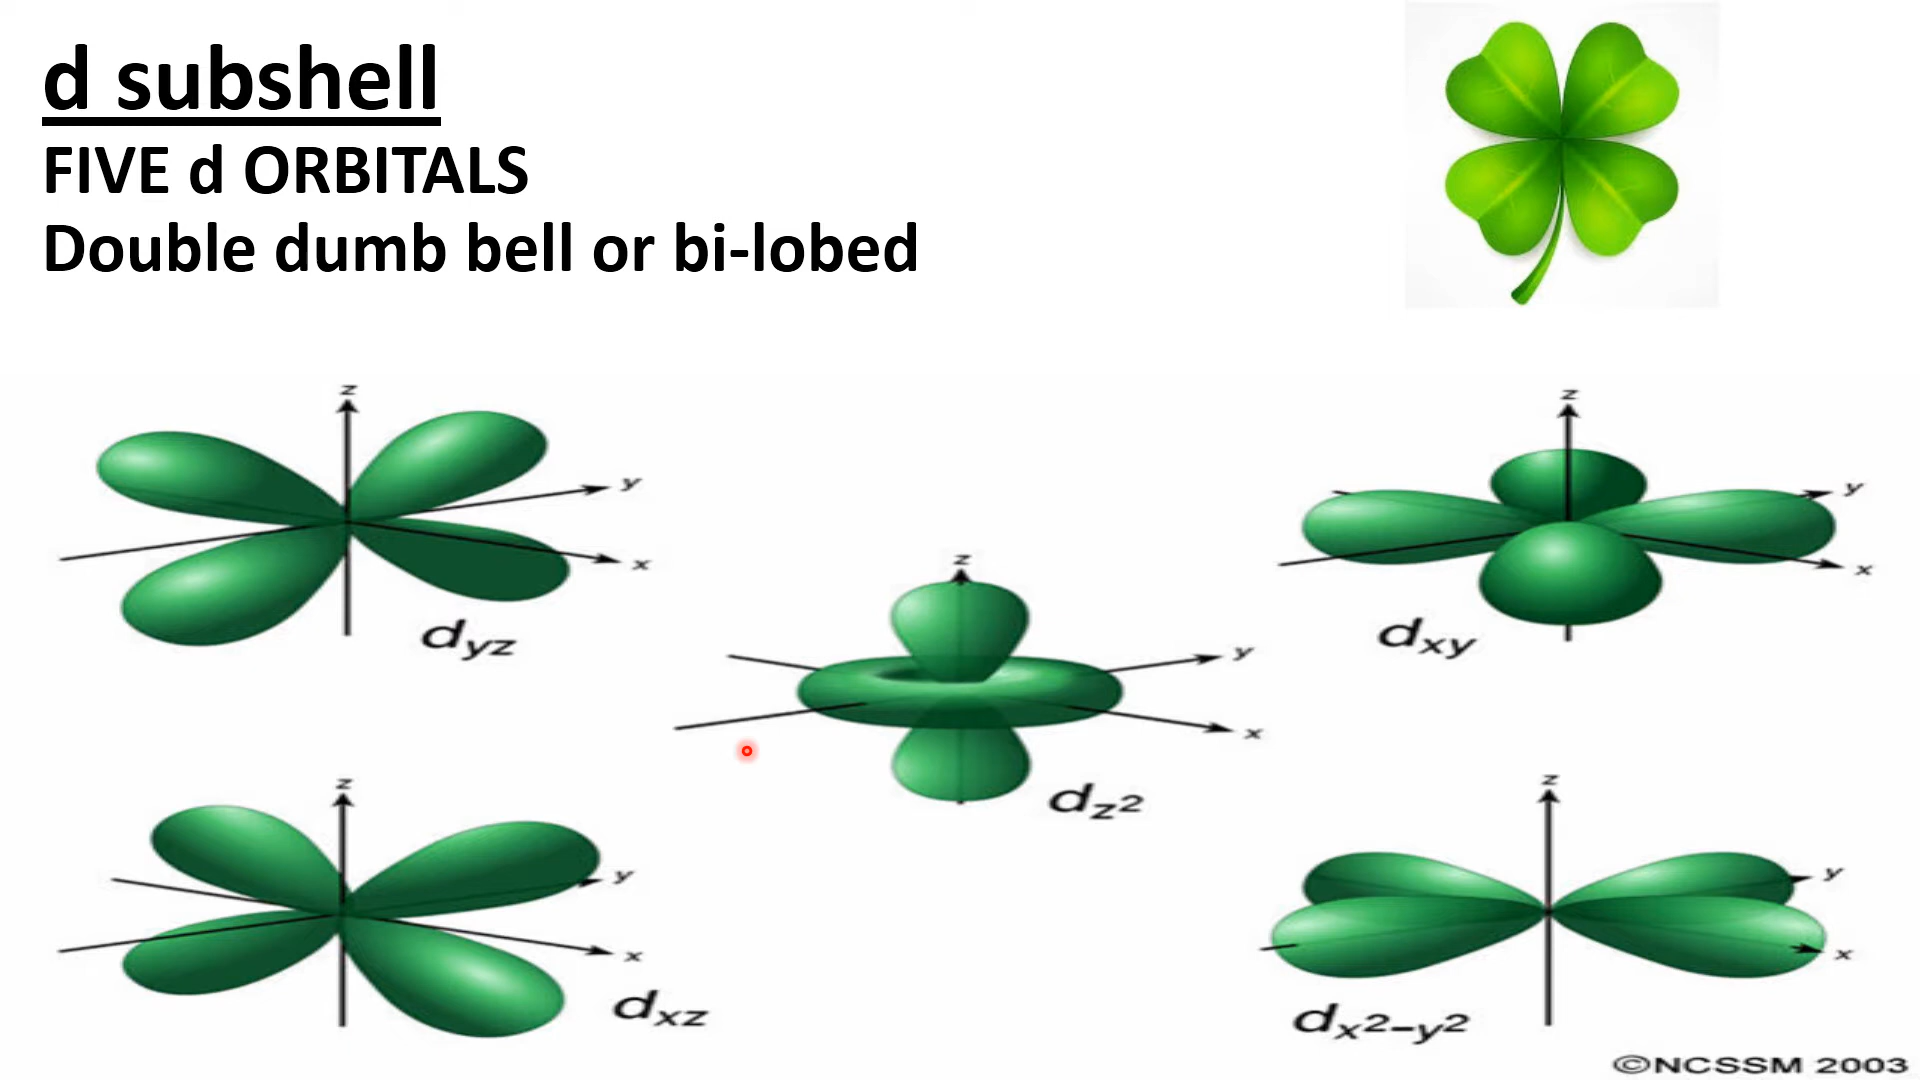 d subshell
FIVE d ORBITALS
Double dumb bell or bi-lobed
z
y
x
dyz
z
y
x
dxy
z
y
x
dz2
z
y
x
dxz
z
y
x
dx2-y2
©NCSSM 2003